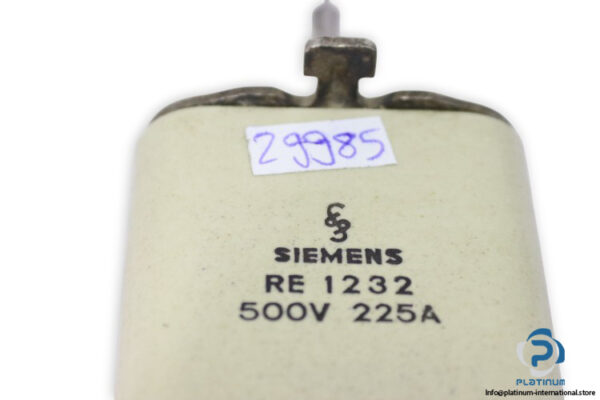 29985
SIEMENS
RE 1232
500V 225A
PLATINUM
Info@platinum-international.store